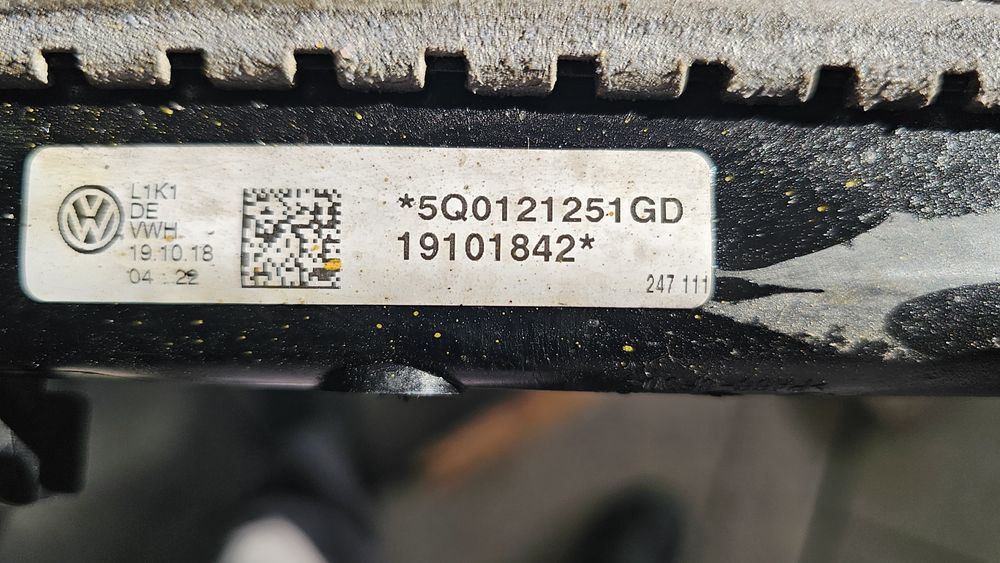 L1K1
DE
VWH
19.10.18
04 : 22
*5Q0121251GD
19101842*
247 111